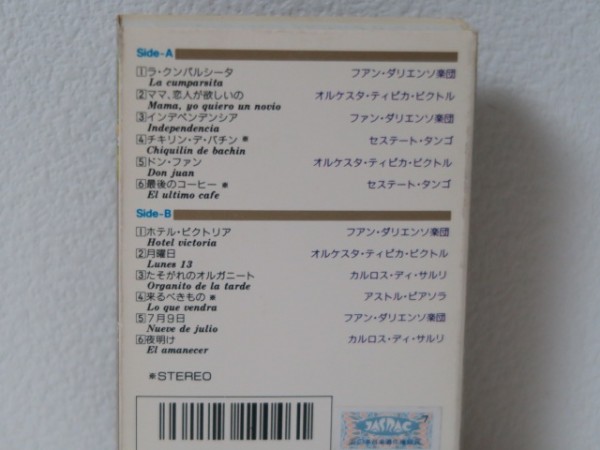 Side-A
1 ラ・クンパルシータ フアン・ダリエンソ楽団
La cumparsita
2 ママ,恋人が欲しいの オルケスタ・ティピカ・ビクトル
Mama, yo quiero un novio
3 インデペンデンシア ファン・ダリエンソ楽団
Independencia
4 チキリン・デ・バチン ※ セステート・タンゴ
Chiquilin de bachin
5 ドン・ファン オルケスタ・ティピカ・ビクトル
Don juan
6 最後のコーヒー ※ セステート・タンゴ
El ultimo cafe
Side-B
1 ホテル・ビクトリア フアン・ダリエンソ楽団
Hotel victoria
2 月曜日 オルケスタ・ティピカ・ビクトル
Lunes 13
3 たそがれのオルガニート カルロス・ディ・サルリ
Organito de la tarde
4 来るべきもの ※ アストル・ピアソラ
Lo que vendra
5 7月9日 フアン・ダリエンソ楽団
Nueve de julio
6 夜明け カルロス・ディ・サルリ
El amanecer
※STEREO
JASRAC